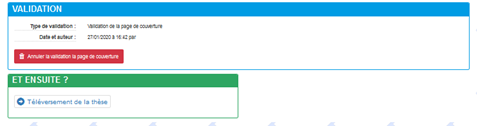 VALIDATION
Type de validation : Validation de la page de couverture
Date et auteur : 27/01/2020 à 16:42 par
Annuler la validation la page de couverture
ET ENSUITE ?
Téléversement de la thèse